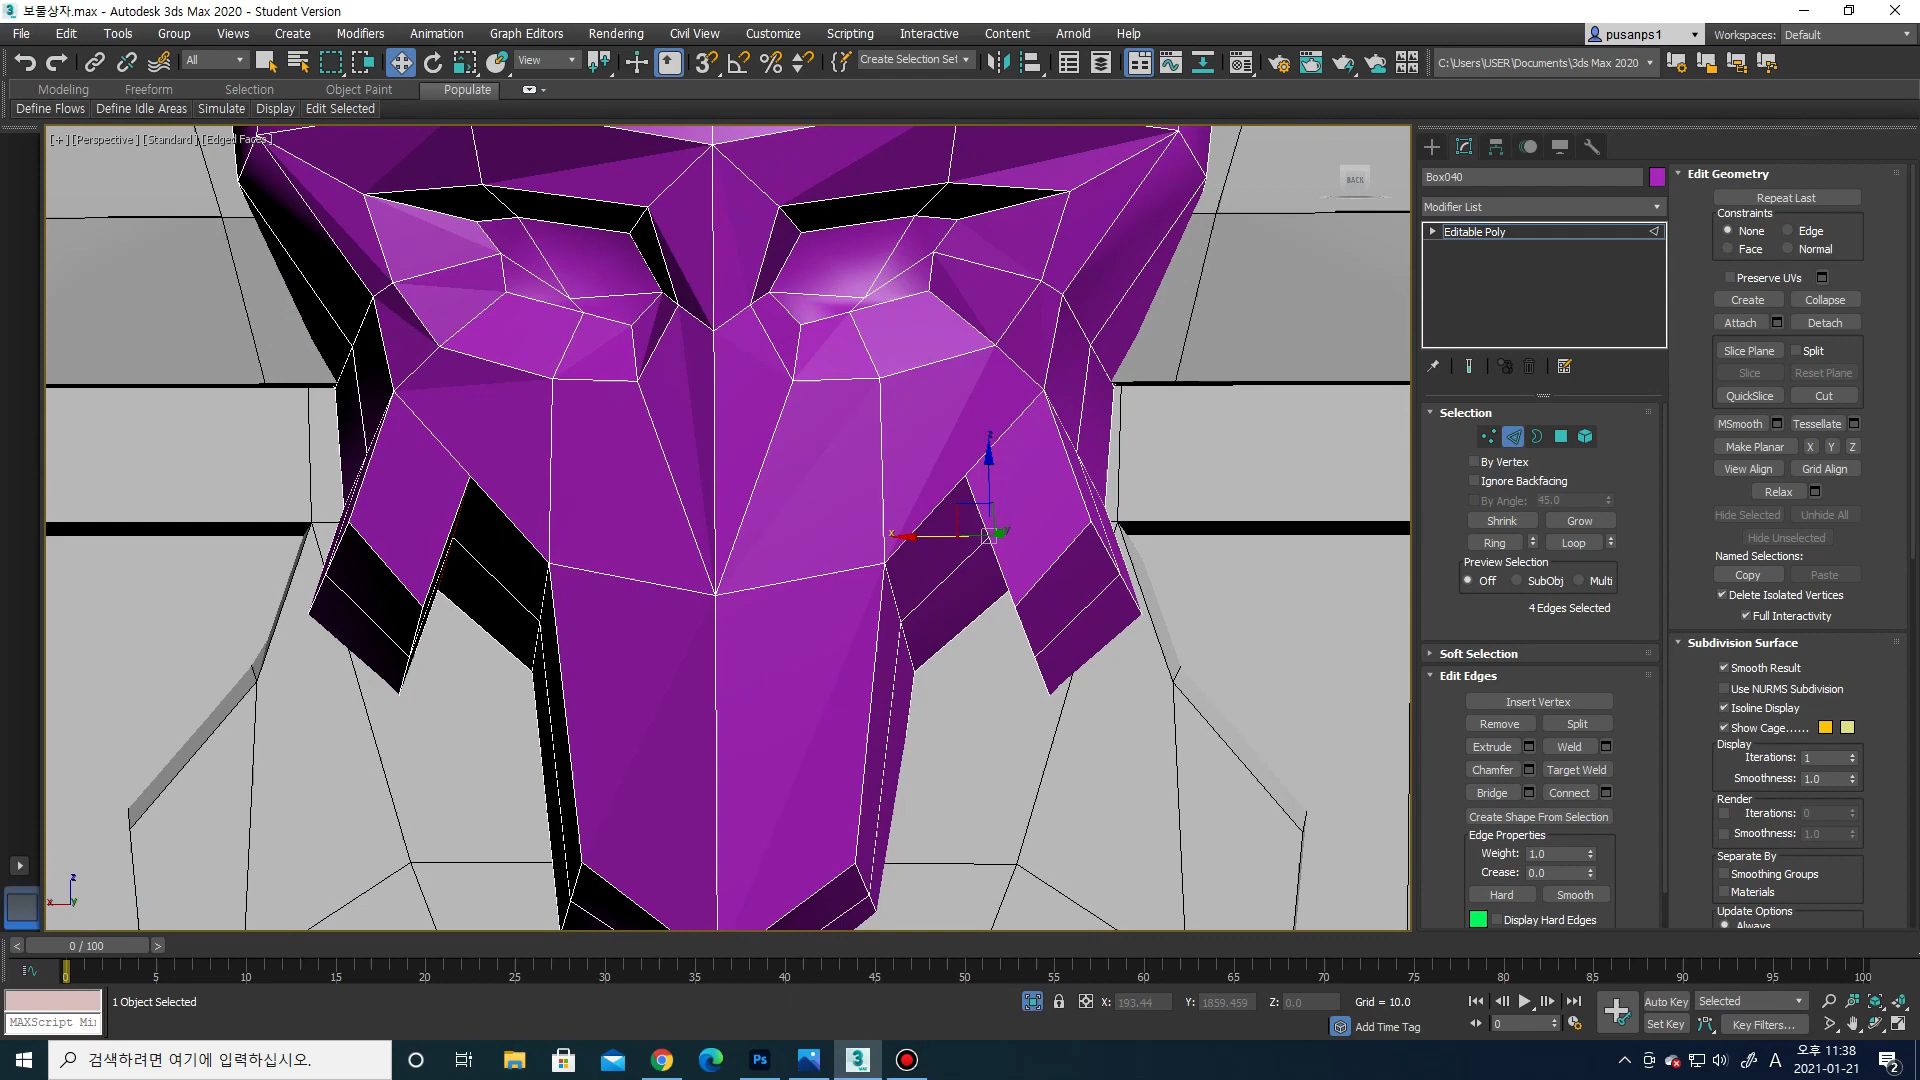 보물상자.max - Autodesk 3ds Max 2020 - Student Version
File Edit Tools Group Views Create Modifiers Animation Graph Editors Rendering Civil View Customize Scripting Interactive Content Arnold Help
pusanps1 Workspaces: Default
All View Create Selection Set C:\Users\USER\Documents\3ds Max 2020
Modeling Freeform Selection Object Paint Populate
Define Flows Define Idle Areas Simulate Display Edit Selected
[+] [Perspective] [Standard] [Edged Faces]
BACK
z
x
y
z
x
y
Box040
Modifier List
Editable Poly
Selection
By Vertex
Ignore Backfacing
By Angle: 45.0
Shrink Grow
Ring Loop
Preview Selection
Off SubObj Multi
4 Edges Selected
Soft Selection
Edit Edges
Insert Vertex
Remove Split
Extrude Weld
Chamfer Target Weld
Bridge Connect
Create Shape From Selection
Edge Properties
Weight: 1.0
Crease: 0.0
Hard Smooth
Display Hard Edges
Edit Geometry
Repeat Last
Constraints
None Edge
Face Normal
Preserve UVs
Create Collapse
Attach Detach
Slice Plane Split
Slice Reset Plane
QuickSlice Cut
MSmooth Tessellate
Make Planar X Y Z
View Align Grid Align
Relax
Hide Selected Unhide All
Hide Unselected
Named Selections:
Copy Paste
Delete Isolated Vertices
Full Interactivity
Subdivision Surface
Smooth Result
Use NURMS Subdivision
Isoline Display
Show Cage......
Display
Iterations: 1
Smoothness: 1.0
Render
Iterations: 0
Smoothness: 1.0
Separate By
Smoothing Groups
Materials
Update Options
Always
< 0 / 100 >
0 5 10 15 20 25 30 35 40 45 50 55 60 65 70 75 80 85 90 95 100
1 Object Selected X: 193.44 Y: 1859.459 Z: 0.0 Grid = 10.0 Auto Key Selected
MAXScript Mi Add Time Tag 0 Set Key Key Filters...
검색하려면 여기에 입력하십시오.
Ps
3
MAX
A
오후 11:38
2021-01-21
2